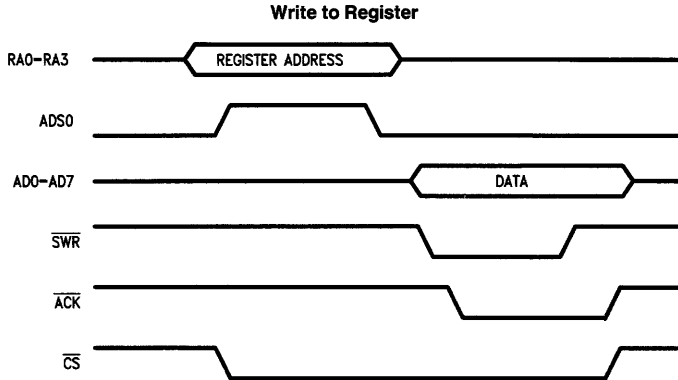 Write to Register
RA0-RA3
REGISTER ADDRESS
ADS0
AD0-AD7
DATA
SWR
ACK
CS